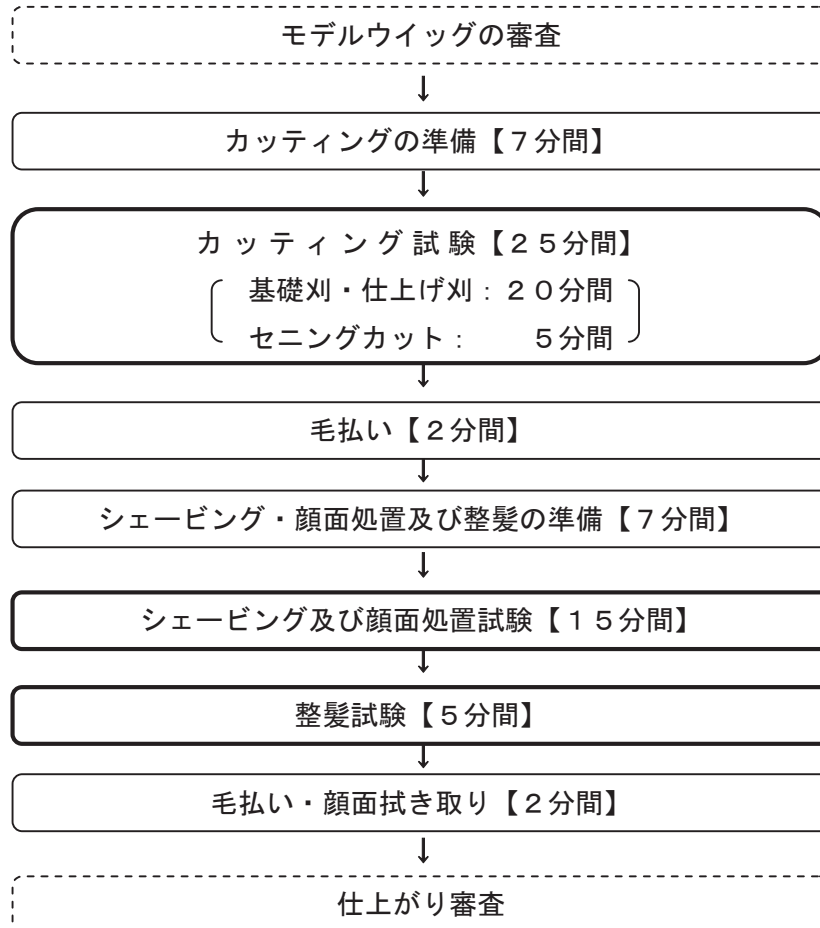 モデルウイッグの審査
↓
カッティングの準備【７分間】
↓
カッティング試験【２５分間】
基礎刈・仕上げ刈：２０分間
セニングカット：　　５分間
↓
毛払い【２分間】
↓
シェービング・顔面処置及び整髪の準備【７分間】
↓
シェービング及び顔面処置試験【１５分間】
↓
整髪試験【５分間】
↓
毛払い・顔面拭き取り【２分間】
↓
仕上がり審査